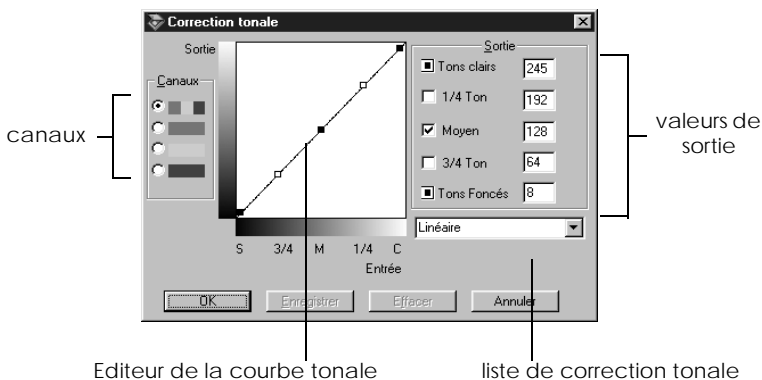 Correction tonale
Sortie
Sortie
Canaux
Tons clairs 245
1/4 Ton 192
Moyen 128
3/4 Ton 64
Tons Foncés 8
Linéaire
S 3/4 M 1/4 C
Entrée
OK Enregistrer Effacer Annuler
canaux
valeurs de
sortie
Editeur de la courbe tonale
liste de correction tonale